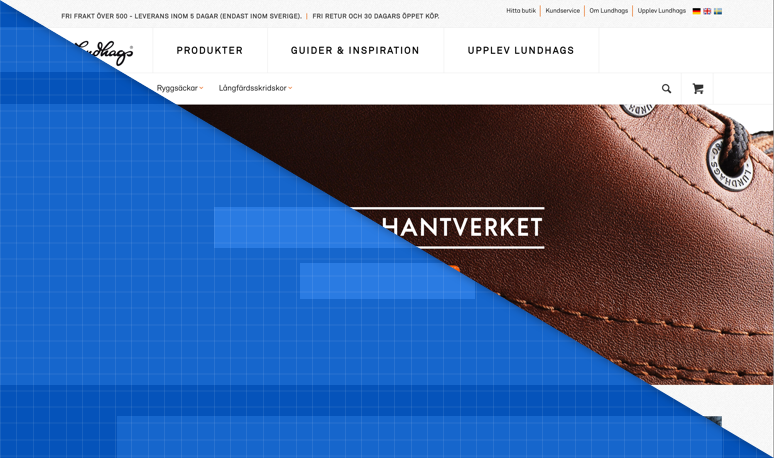 FRI FRAKT ÖVER 500 - LEVERANS INOM 5 DAGAR (ENDAST INOM SVERIGE). | FRI RETUR OCH 30 DAGARS ÖPPET KÖP.
Hitta butik | Kundservice | Om Lundhags | Upplev Lundhags
Lundhags
PRODUKTER
GUIDER & INSPIRATION
UPPLEV LUNDHAGS
Ryggsäckar
Långfärdsskridskor
LUNDHAGS
HANTVERKET